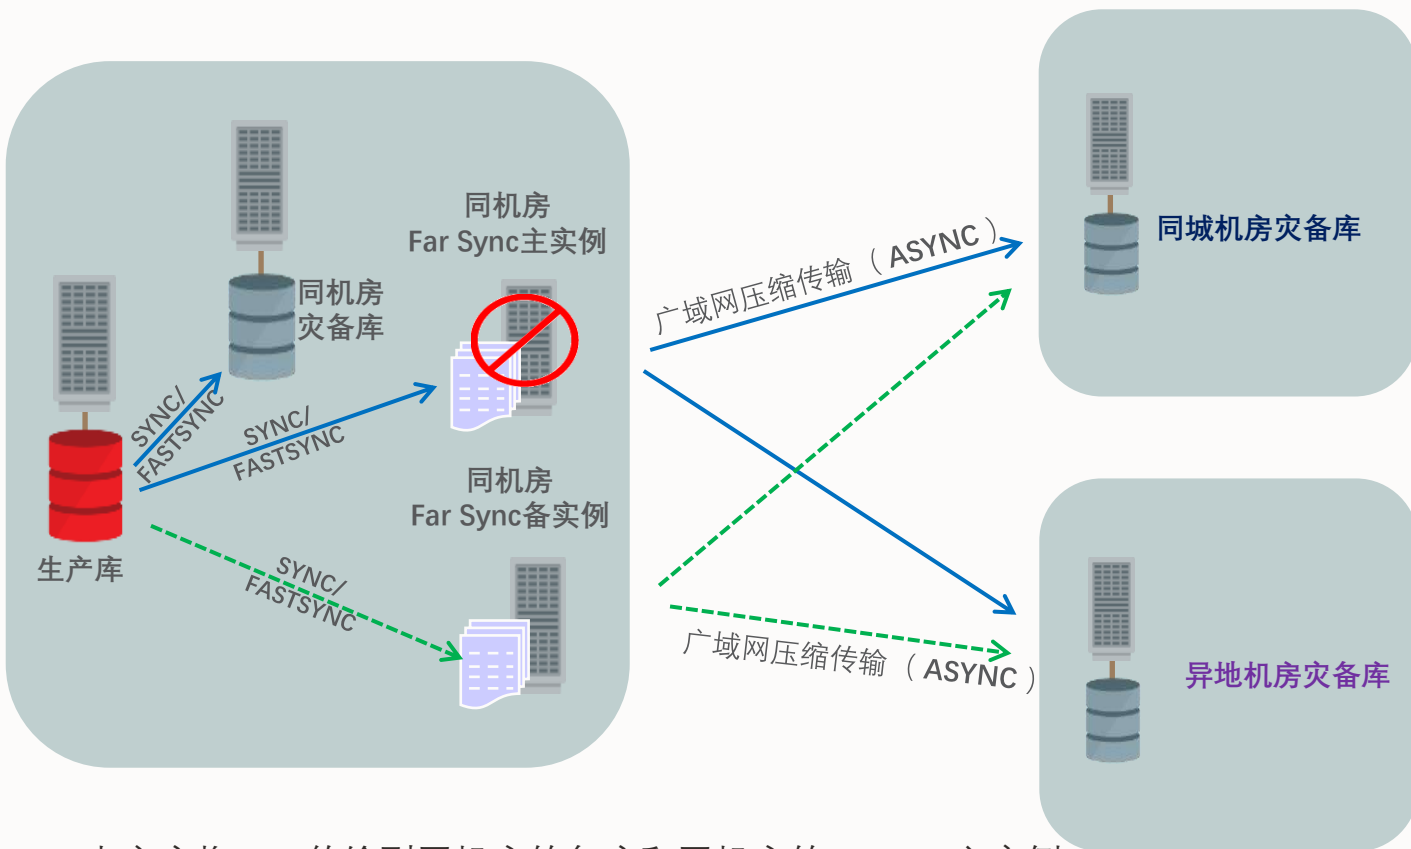 同机房
Far Sync主实例
同机房
灾备库
SYNC/
FASTSYNC
SYNC/
FASTSYNC
同机房
Far Sync备实例
生产库
SYNC/
FASTSYNC
广域网压缩传输（ASYNC）
同城机房灾备库
广域网压缩传输（ASYNC）
异地机房灾备库